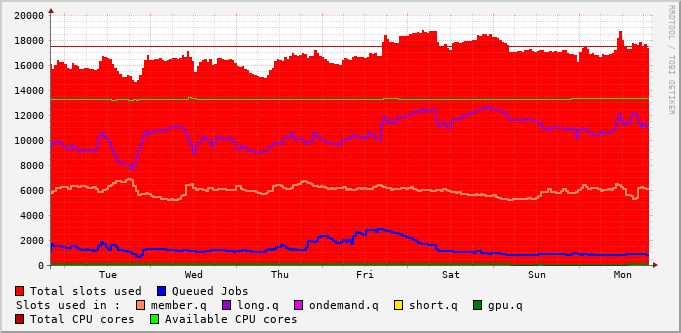 20000
18000
16000
14000
12000
10000
8000
6000
4000
2000
0
Tue Wed Thu Fri Sat Sun Mon
RRDTOOL / TOBI OETIKER
Total slots used Queued Jobs
Slots used in : member.q long.q ondemand.q short.q gpu.q
Total CPU cores Available CPU cores